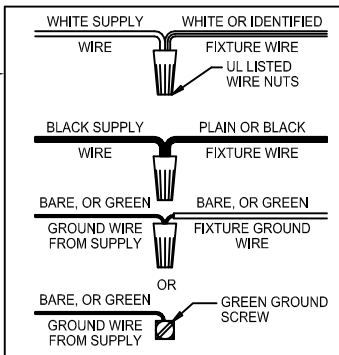 WHITE SUPPLY WIRE
WHITE OR IDENTIFIED FIXTURE WIRE
UL LISTED
WIRE NUTS
BLACK SUPPLY WIRE
PLAIN OR BLACK FIXTURE WIRE
BARE, OR GREEN
GROUND WIRE
FROM SUPPLY
BARE, OR GREEN
FIXTURE GROUND
WIRE
OR
BARE, OR GREEN
GROUND WIRE
FROM SUPPLY
GREEN GROUND
SCREW